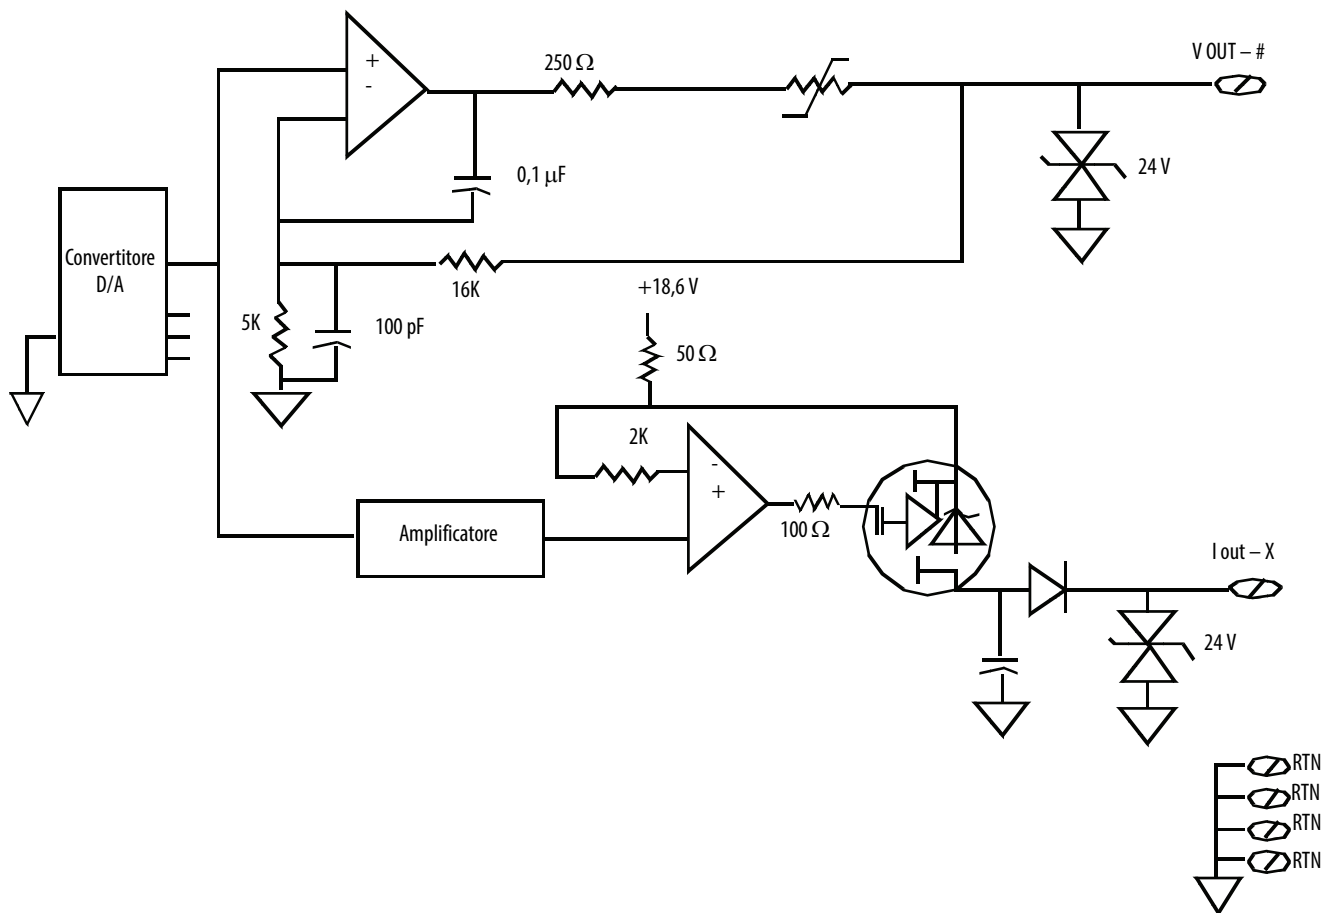 V OUT – #
+
-
250 Ω
24 V
0,1 µF
Convertitore
D/A
16K
+18,6 V
5K
100 pF
50 Ω
2K
-
+
100 Ω
Amplificatore
I out – X
24 V
RTN
RTN
RTN
RTN